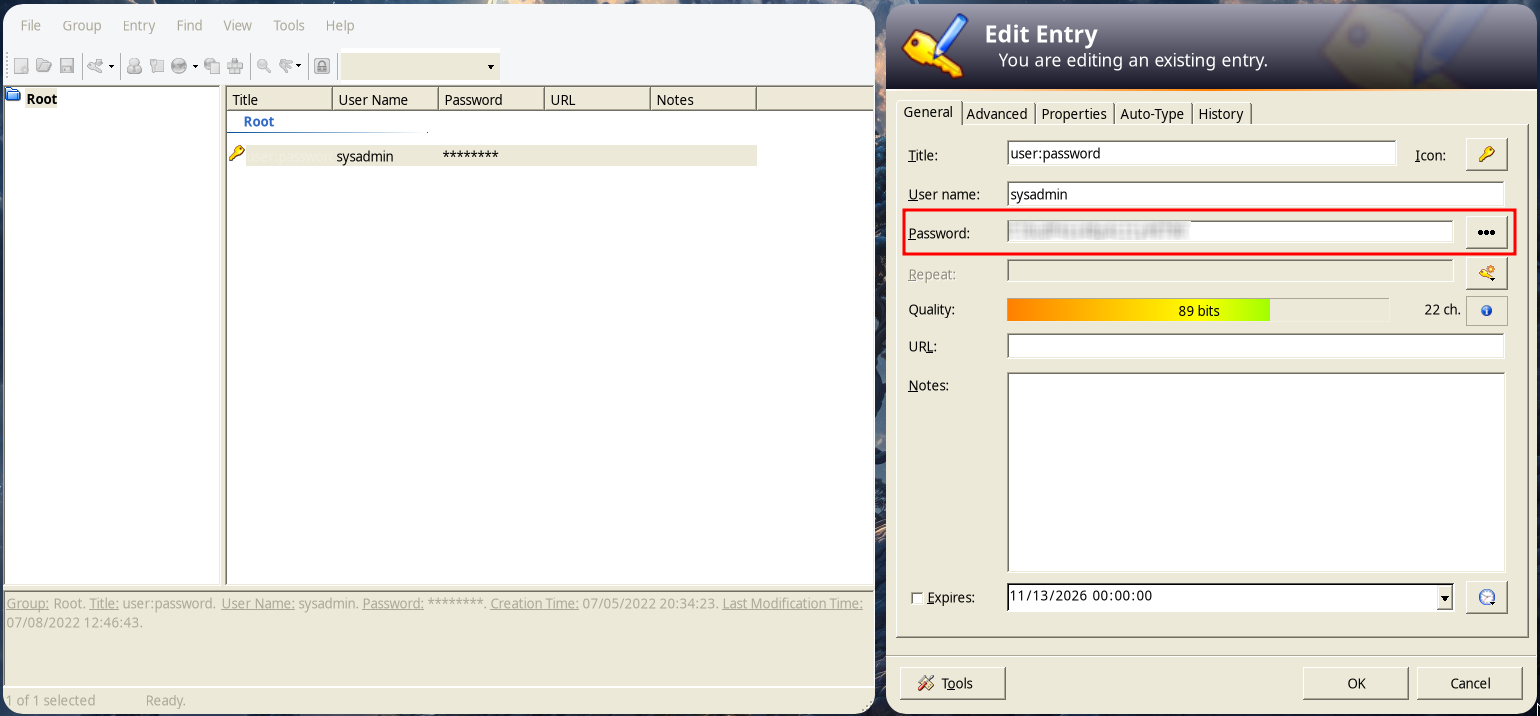 File Group Entry Find View Tools Help
Root
Title User Name Password URL Notes
Root
sysadmin ********
Group: Root. Title: user:password. User Name: sysadmin. Password: ********. Creation Time: 07/05/2022 20:34:23. Last Modification Time:
07/08/2022 12:46:43.
1 of 1 selected Ready.
Edit Entry
You are editing an existing entry.
General Advanced Properties Auto-Type History
Title: user:password Icon:
User name: sysadmin
Password:
Repeat:
Quality: 89 bits 22 ch.
URL:
Notes:
Expires: 11/13/2026 00:00:00
Tools OK Cancel